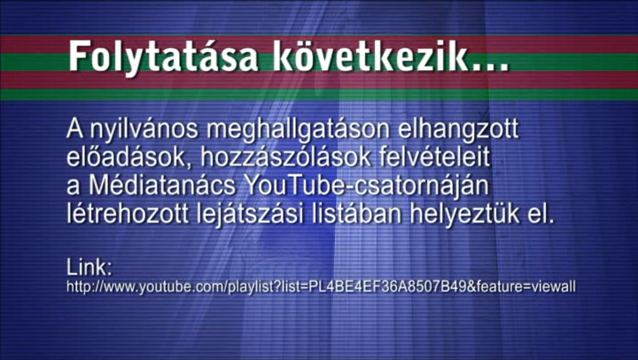 Folytatása következik...
A nyilvános meghallgatáson elhangzott
előadások, hozzászólások felvételeit
a Médiatanács YouTube-csatornáján
létrehozott lejátszási listában helyeztük el.
Link:
http://www.youtube.com/playlist?list=PL4BE4EF36A8507B49&feature=viewall